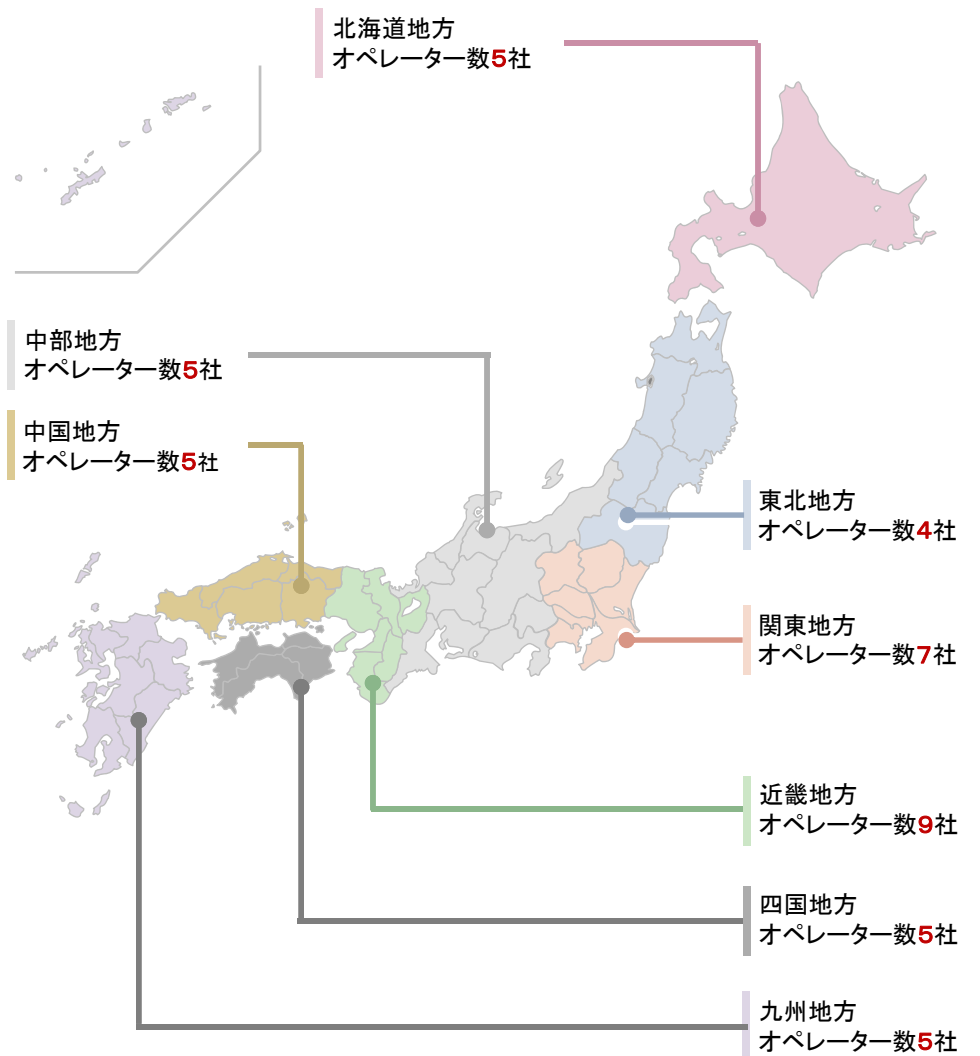 北海道地方
オペレーター数5社
中部地方
オペレーター数5社
中国地方
オペレーター数5社
東北地方
オペレーター数4社
関東地方
オペレーター数7社
近畿地方
オペレーター数9社
四国地方
オペレーター数5社
九州地方
オペレーター数5社